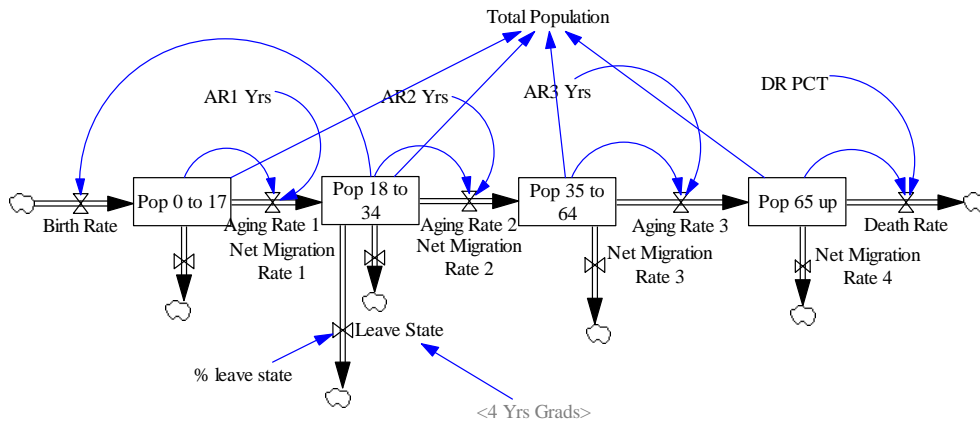 Total Population
AR1 Yrs
AR2 Yrs
AR3 Yrs
DR PCT
Pop 0 to 17
Pop 18 to
34
Pop 35 to
64
Pop 65 up
Birth Rate
Aging Rate 1
Aging Rate 2
Aging Rate 3
Death Rate
Net Migration
Rate 1
Net Migration
Rate 2
Net Migration
Rate 3
Net Migration
Rate 4
Leave State
% leave state
<4 Yrs Grads>